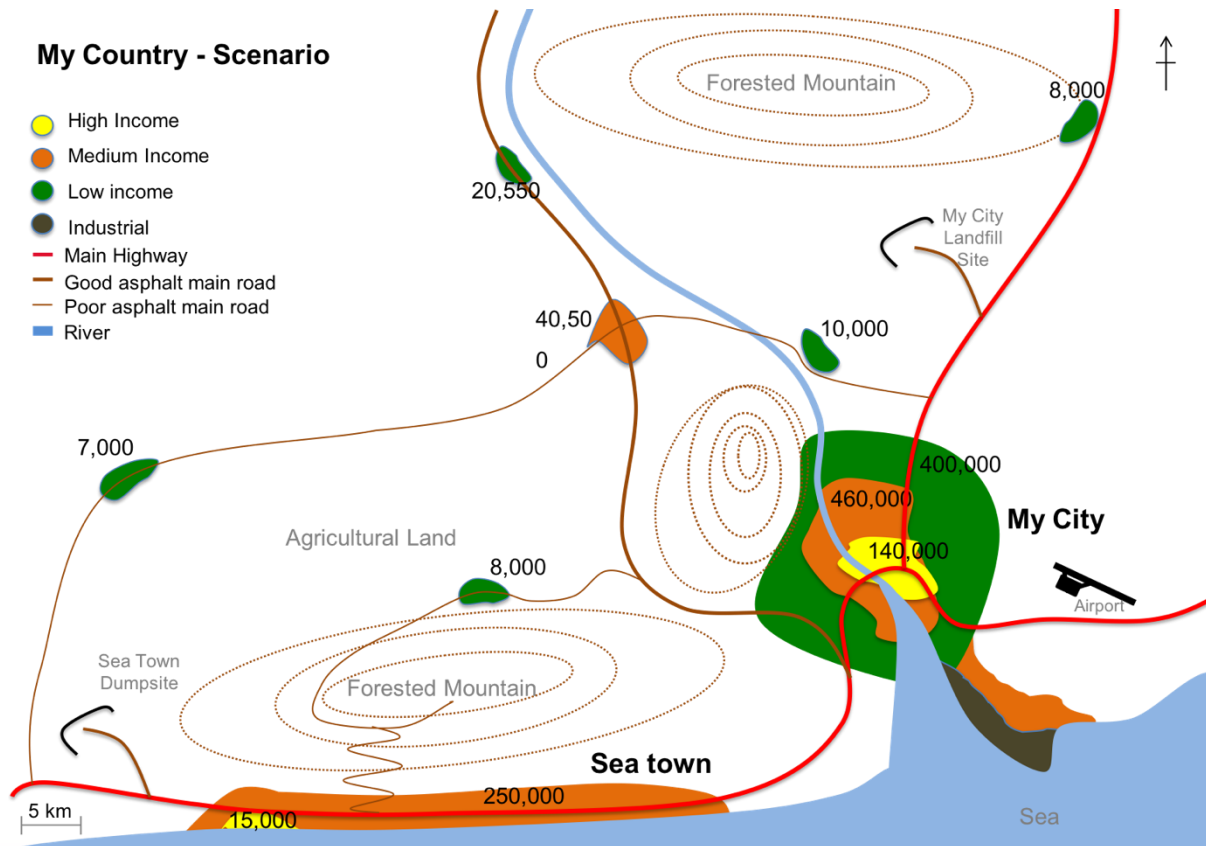 My Country - Scenario
High Income
Medium Income
Low income
Industrial
Main Highway
Good asphalt main road
Poor asphalt main road
River
Forested Mountain
8,000
20,550
My City
Landfill
Site
40,50
0
10,000
7,000
400,000
460,000
My City
140,000
Agricultural Land
8,000
Airport
Sea Town
Dumpsite
Forested Mountain
Sea town
250,000
15,000
5 km
Sea